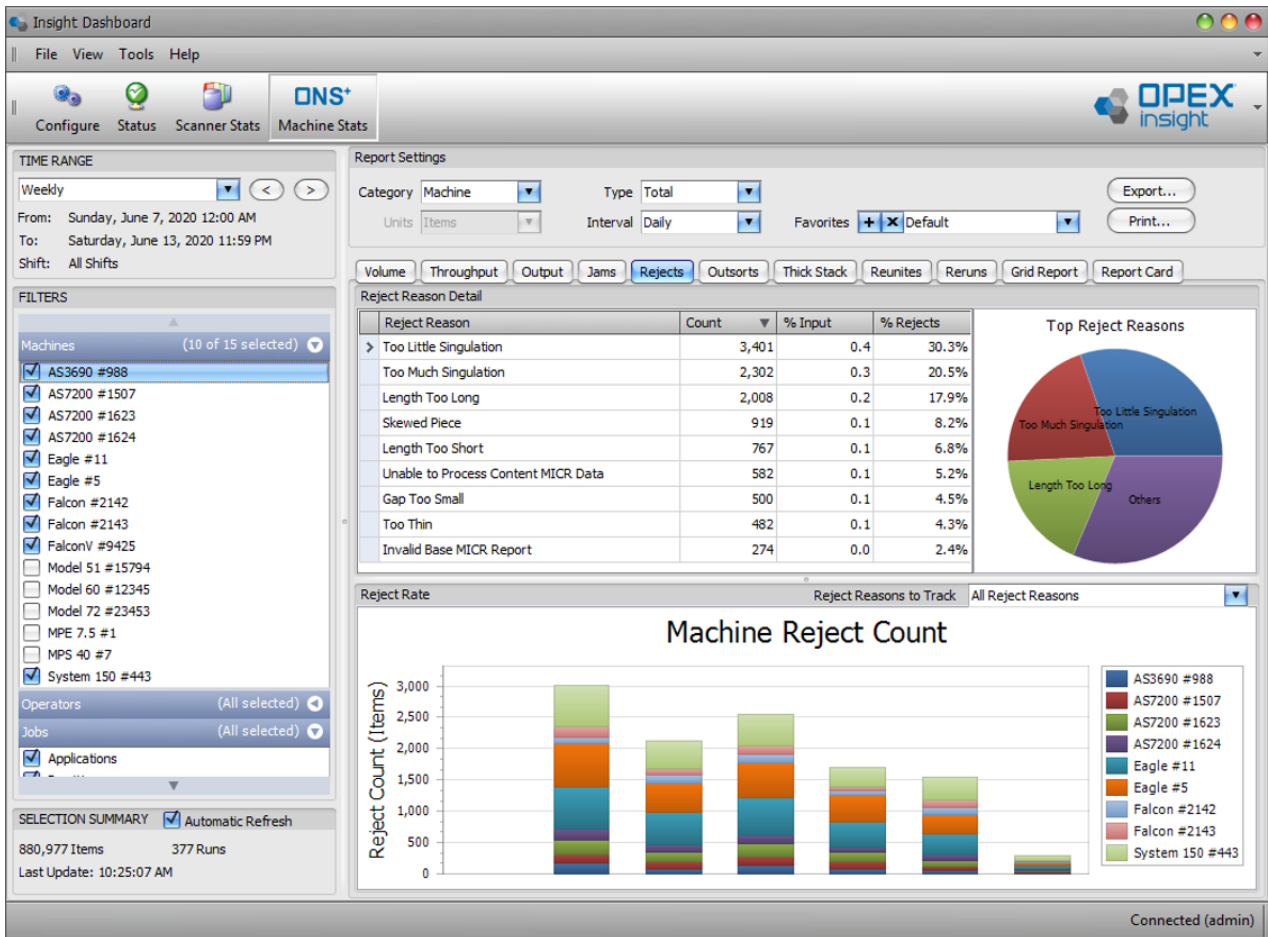 Insight Dashboard
File View Tools Help
Configure Status Scanner Stats ONS+ Machine Stats
OPEX insight
TIME RANGE
Weekly < >
From: Sunday, June 7, 2020 12:00 AM
To: Saturday, June 13, 2020 11:59 PM
Shift: All Shifts
FILTERS
Machines (10 of 15 selected)
AS3690 #988
AS7200 #1507
AS7200 #1623
AS7200 #1624
Eagle #11
Eagle #5
Falcon #2142
Falcon #2143
FalconV #9425
Model 51 #15794
Model 60 #12345
Model 72 #23453
MPE 7.5 #1
MPS 40 #7
System 150 #443
Operators (All selected)
Jobs (All selected)
Applications
SELECTION SUMMARY Automatic Refresh
880,977 Items 377 Runs
Last Update: 10:25:07 AM
Report Settings
Category Machine Type Total Export...
Units Items Interval Daily Favorites + X Default Print...
Volume Throughput Output Jams Rejects Outsorts Thick Stack Reunites Reruns Grid Report Report Card
Reject Reason Detail
Reject Reason Count % Input % Rejects
> Too Little Singulation 3,401 0.4 30.3%
Too Much Singulation 2,302 0.3 20.5%
Length Too Long 2,008 0.2 17.9%
Skewed Piece 919 0.1 8.2%
Length Too Short 767 0.1 6.8%
Unable to Process Content MICR Data 582 0.1 5.2%
Gap Too Small 500 0.1 4.5%
Too Thin 482 0.1 4.3%
Invalid Base MICR Report 274 0.0 2.4%
Top Reject Reasons
Too Little Singulation
Too Much Singulation
Length Too Long
Others
Reject Rate Reject Reasons to Track All Reject Reasons
Machine Reject Count
Reject Count (Items)
3,000
2,500
2,000
1,500
1,000
500
0
AS3690 #988
AS7200 #1507
AS7200 #1623
AS7200 #1624
Eagle #11
Eagle #5
Falcon #2142
Falcon #2143
System 150 #443
Connected (admin)